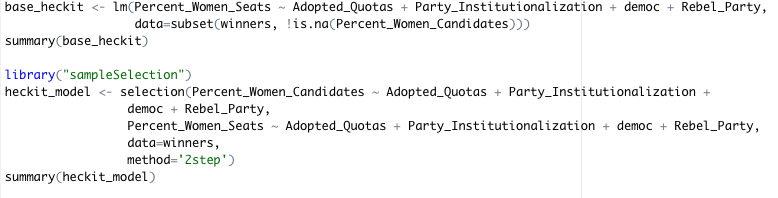 base_heckit <- lm(Percent_Women_Seats ~ Adopted_Quotas + Party_Institutionalization + democ + Rebel_Party,
data=subset(winners, !is.na(Percent_Women_Candidates)))
summary(base_heckit)
library("sampleSelection")
heckit_model <- selection(Percent_Women_Candidates ~ Adopted_Quotas + Party_Institutionalization +
democ + Rebel_Party,
Percent_Women_Seats ~ Adopted_Quotas + Party_Institutionalization + democ + Rebel_Party,
data=winners,
method='2step')
summary(heckit_model)